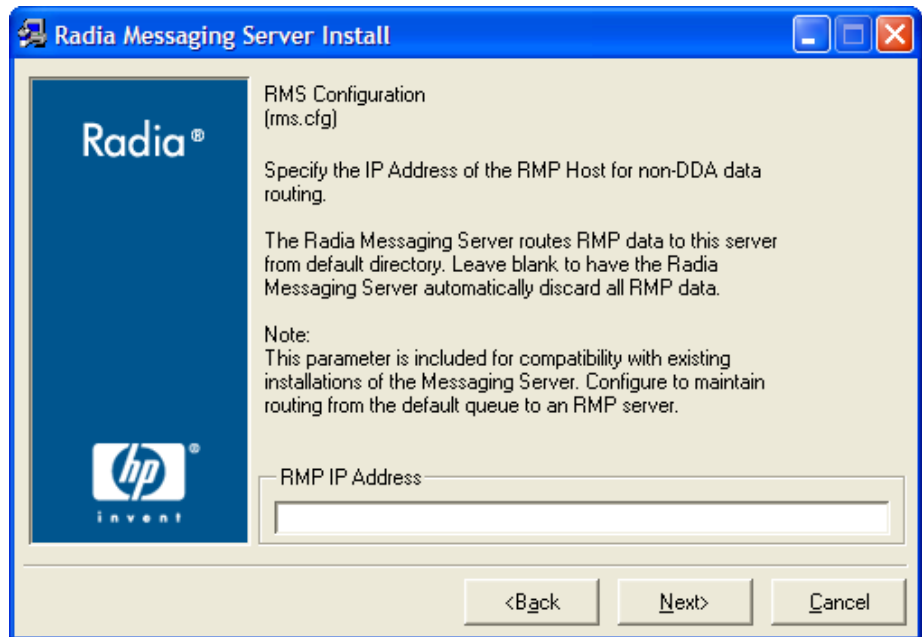 Radia Messaging Server Install
Radia®
RMS Configuration
(rms.cfg)
Specify the IP Address of the RMP Host for non-DDA data
routing.
The Radia Messaging Server routes RMP data to this server
from default directory. Leave blank to have the Radia
Messaging Server automatically discard all RMP data.
Note:
This parameter is included for compatibility with existing
installations of the Messaging Server. Configure to maintain
routing from the default queue to an RMP server.
hp®
invent
RMP IP Address
<Back
Next>
Cancel